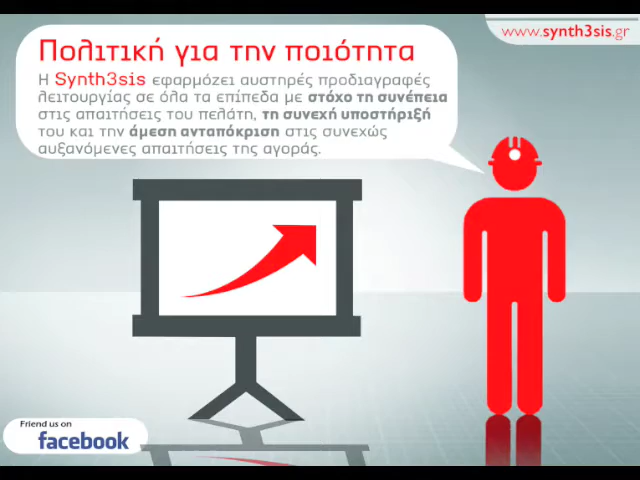 www.synth3sis.gr
Πολιτική για την ποιότητα
Η Synth3sis εφαρμόζει αυστηρές προδιαγραφές
λειτουργίας σε όλα τα επίπεδα με στόχο τη συνέπεια
στις απαιτήσεις του πελάτη, τη συνεχή υποστήριξή
του και την άμεση ανταπόκριση στις συνεχώς
αυξανόμενες απαιτήσεις της αγοράς.
Friend us on
facebook